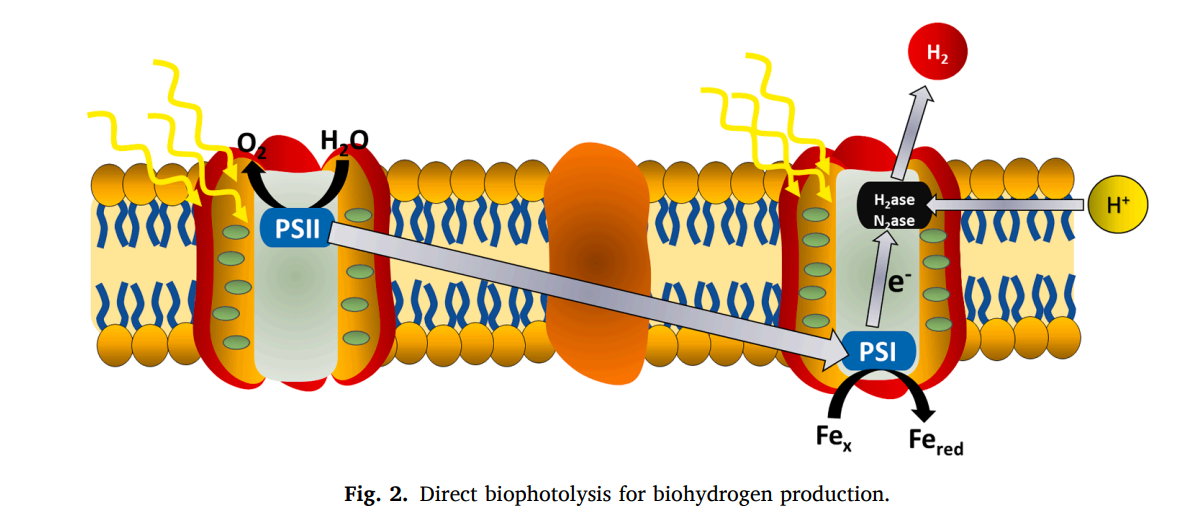 H₂
O₂
H₂O
H₂ase
N₂ase
H⁺
PSII
e⁻
PSI
Feₓ
Fe_red
Fig. 2. Direct biophotolysis for biohydrogen production.